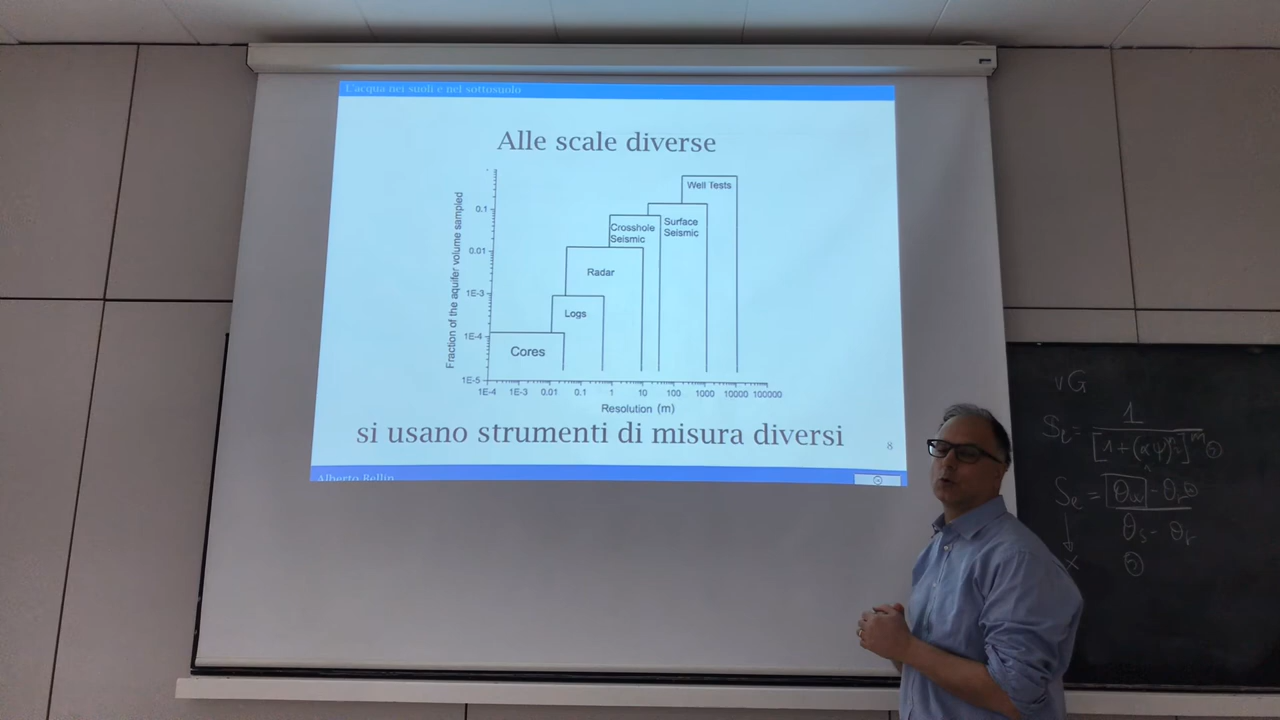 L'acqua nei suoli e nel sottosuolo
Alle scale diverse
Fraction of the aquifer volume sampled
0.1
0.01
1E-3
1E-4
1E-5
Well Tests
Crosshole
Seismic
Surface
Seismic
Radar
Logs
Cores
1E-4 1E-3 0.01 0.1 1 10 100 1000 10000 100000
Resolution (m)
si usano strumenti di misura diversi
8
Alberto Bellin
vG
1
[1+(αψ)
Se = θw - θr
θs - θr
x